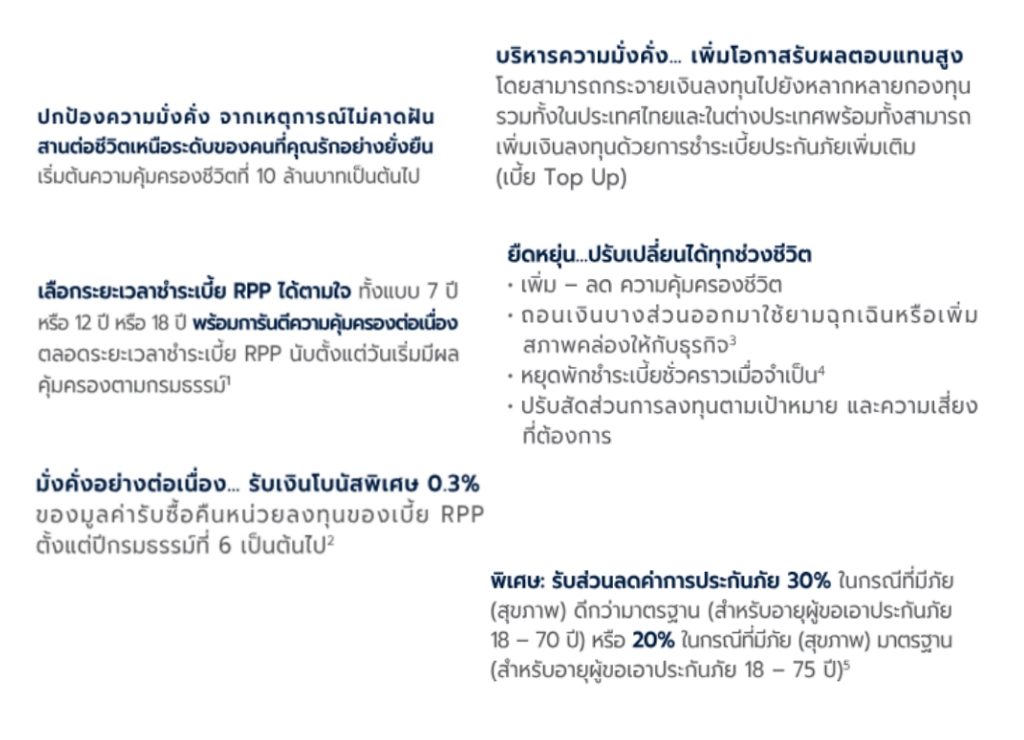 ปกป้องความมั่งคั่ง จากเหตุการณ์ไม่คาดฝัน
สานต่อชีวิตเหนือระดับของคนที่คุณรักอย่างยั่งยืน
เริ่มต้นความคุ้มครองชีวิตที่ 10 ล้านบาทเป็นต้นไป
เลือกระยะเวลาชำระเบี้ย RPP ได้ตามใจ ทั้งแบบ 7 ปี
หรือ 12 ปี หรือ 18 ปี พร้อมการันตีความคุ้มครองต่อเนื่อง
ตลอดระยะเวลาชำระเบี้ย RPP นับตั้งแต่วันเริ่มมีผล
คุ้มครองตามกรมธรรม์¹
มั่งคั่งอย่างต่อเนื่อง... รับเงินโบนัสพิเศษ 0.3%
ของมูลค่ารับซื้อคืนหน่วยลงทุนของเบี้ย RPP
ตั้งแต่ปีกรมธรรม์ที่ 6 เป็นต้นไป²
บริหารความมั่งคั่ง... เพิ่มโอกาสรับผลตอบแทนสูง
โดยสามารถกระจายเงินลงทุนไปยังหลากหลายกองทุน
รวมทั้งในประเทศไทยและในต่างประเทศพร้อมทั้งสามารถ
เพิ่มเงินลงทุนด้วยการชำระเบี้ยประกันภัยเพิ่มเติม
(เบี้ย Top Up)
ยืดหยุ่น...ปรับเปลี่ยนได้ทุกช่วงชีวิต
• เพิ่ม – ลด ความคุ้มครองชีวิต
• ถอนเงินบางส่วนออกมาใช้ยามฉุกเฉินหรือเพิ่ม
สภาพคล่องให้กับธุรกิจ³
• หยุดพักชำระเบี้ยชั่วคราวเมื่อจำเป็น⁴
• ปรับสัดส่วนการลงทุนตามเป้าหมาย และความเสี่ยง
ที่ต้องการ
พิเศษ: รับส่วนลดค่าการประกันภัย 30% ในกรณีที่มีภัย
(สุขภาพ) ดีกว่ามาตรฐาน (สำหรับอายุผู้ขอเอาประกันภัย
18 – 70 ปี) หรือ 20% ในกรณีที่มีภัย (สุขภาพ) มาตรฐาน
(สำหรับอายุผู้ขอเอาประกันภัย 18 – 75 ปี)⁵